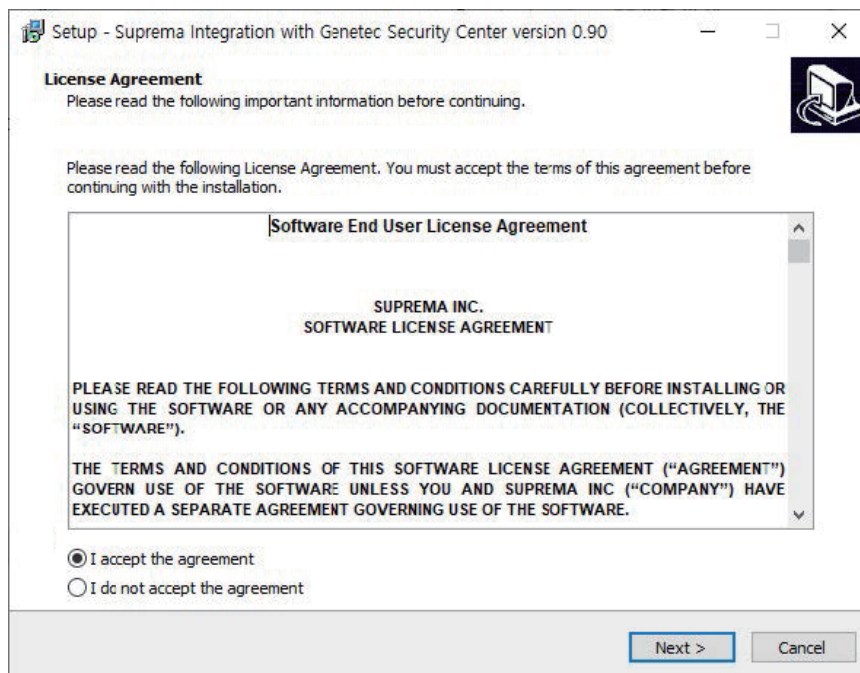 Setup - Suprema Integration with Genetec Security Center version 0.90
License Agreement
Please read the following important information before continuing.
Please read the following License Agreement. You must accept the terms of this agreement before
continuing with the installation.
Software End User License Agreement
SUPREMA INC.
SOFTWARE LICENSE AGREEMENT
PLEASE READ THE FOLLOWING TERMS AND CONDITIONS CAREFULLY BEFORE INSTALLING OR
USING THE SOFTWARE OR ANY ACCOMPANYING DOCUMENTATION (COLLECTIVELY, THE
“SOFTWARE”).
THE TERMS AND CONDITIONS OF THIS SOFTWARE LICENSE AGREEMENT (“AGREEMENT”)
GOVERN USE OF THE SOFTWARE UNLESS YOU AND SUPREMA INC (“COMPANY”) HAVE
EXECUTED A SEPARATE AGREEMENT GOVERNING USE OF THE SOFTWARE.
I accept the agreement
I do not accept the agreement
Next >
Cancel